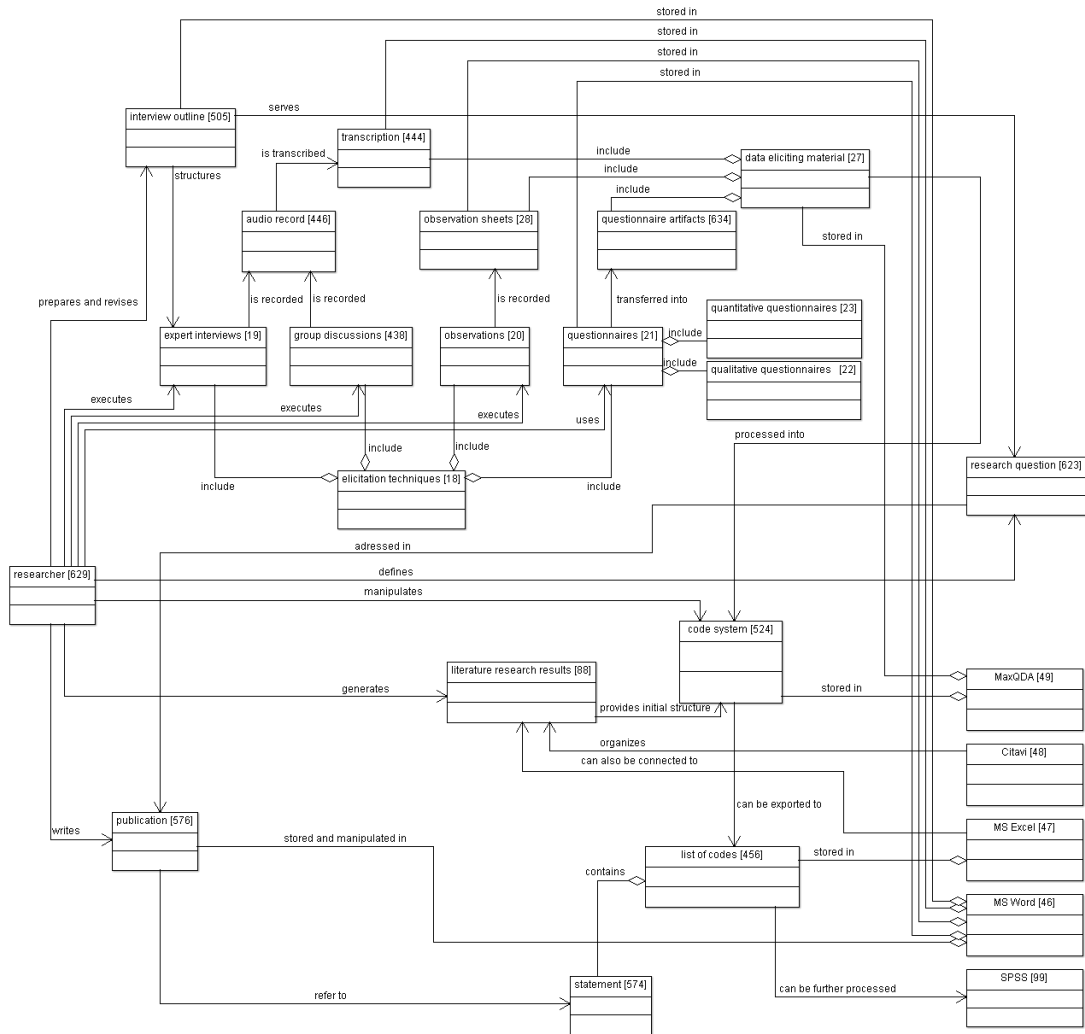 stored in
stored in
stored in
stored in
interview outline [505]
serves
transcription [444]
is transcribed
include
data eliciting material [27]
include
include
structures
audio record [446]
observation sheets [28]
questionnaire artifacts [634]
stored in
prepares and revises
is recorded
is recorded
is recorded
transferred into
quantitative questionnaires [23]
expert interviews [19]
group discussions [438]
observations [20]
questionnaires [21]
include
include
qualitative questionnaires [22]
executes
executes
executes
uses
processed into
include
include
research question [623]
include
elicitation techniques [18]
include
adressed in
researcher [629]
defines
manipulates
code system [524]
literature research results [88]
MaxQDA [49]
generates
stored in
provides initial structure
organizes
Citavi [48]
can also be connected to
can be exported to
publication [576]
MS Excel [47]
writes
stored and manipulated in
list of codes [456]
stored in
contains
MS Word [46]
statement [574]
SPSS [99]
refer to
can be further processed